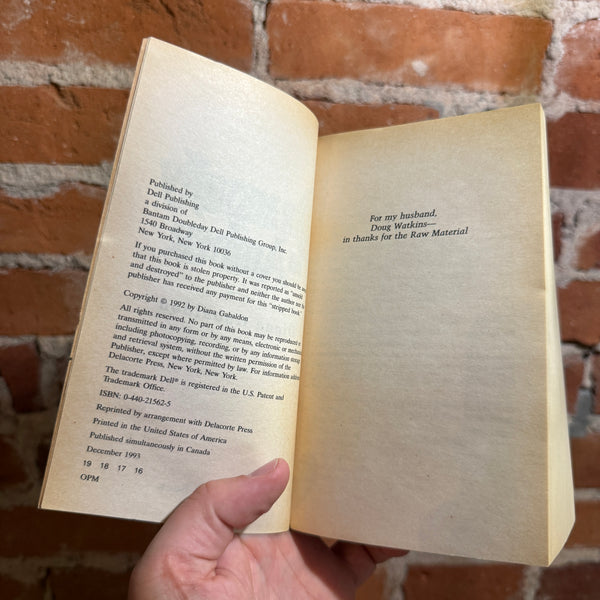 Published by
Dell Publishing
a division of
Bantam Doubleday Dell Publishing Group, Inc.
1540 Broadway
New York, New York 10036
If you purchased this book without a cover you should be
that this book is stolen property. It was reported as "unsold
and destroyed" to the publisher and neither the author nor the
publisher has received any payment for this "stripped book."
Copyright © 1992 by Diana Gabaldon
All rights reserved. No part of this book may be reproduced or
transmitted in any form or by any means, electronic or mechanical,
including photocopying, recording, or by any information storage
and retrieval system, without the written permission of the
Publisher, except where permitted by law. For information address
Delacorte Press, New York, New York.
The trademark Dell® is registered in the U.S. Patent and
Trademark Office.
ISBN: 0-440-21562-5
Reprinted by arrangement with Delacorte Press
Printed in the United States of America
Published simultaneously in Canada
December 1993
19 18 17 16
OPM
For my husband,
Doug Watkins—
in thanks for the Raw Material